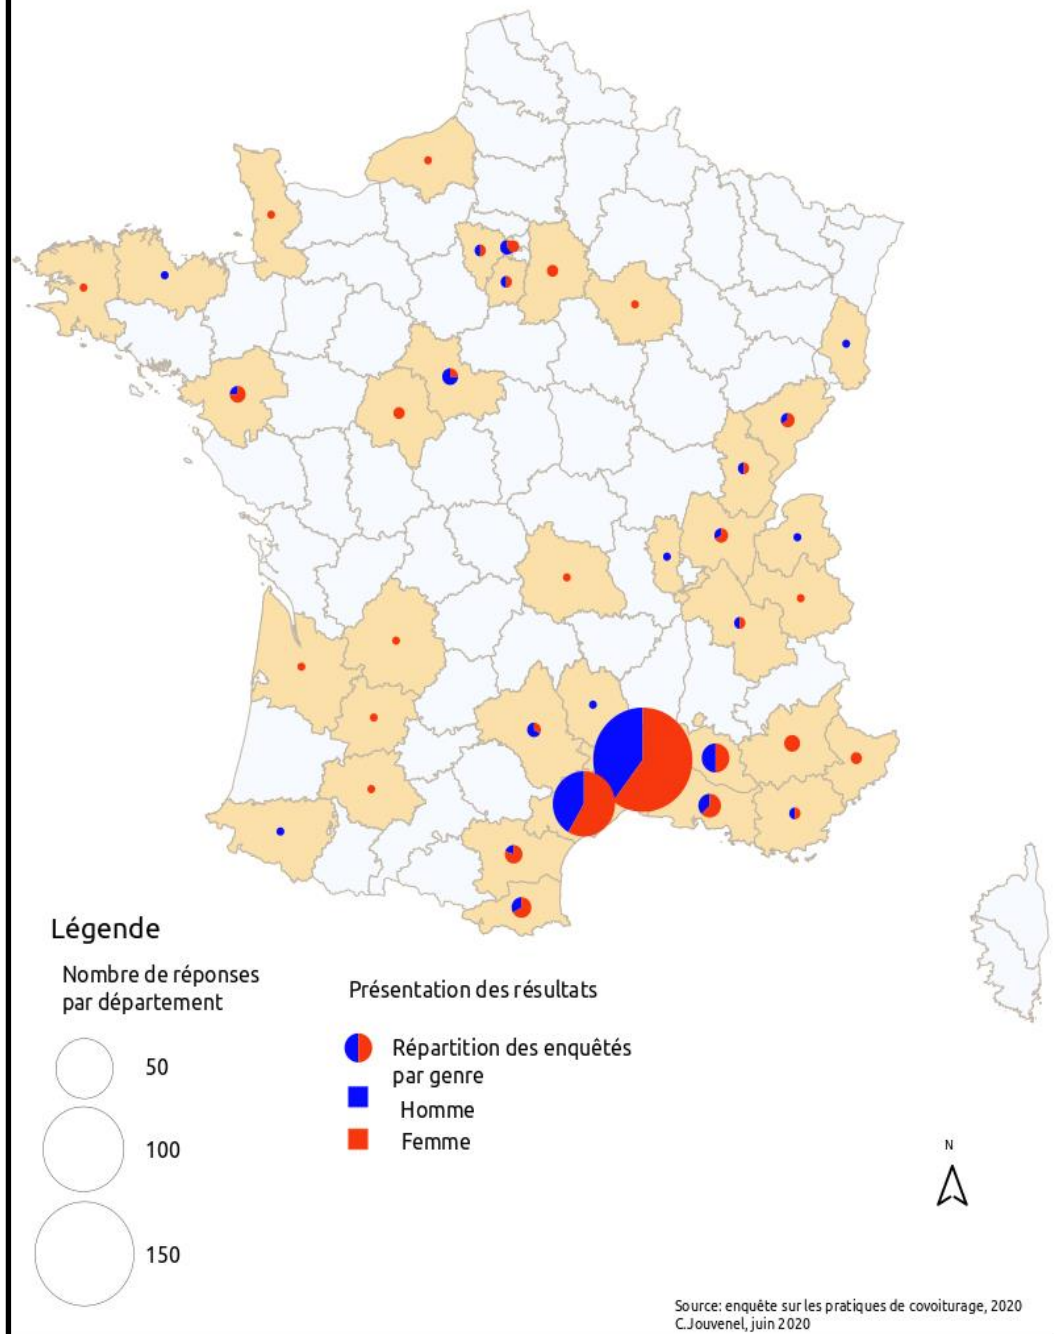 Légende
Nombre de réponses
par département
50
100
150
Présentation des résultats
Répartition des enquêtés
par genre
Homme
Femme
N
Source: enquête sur les pratiques de covoiturage, 2020
C.Jouvenel, juin 2020